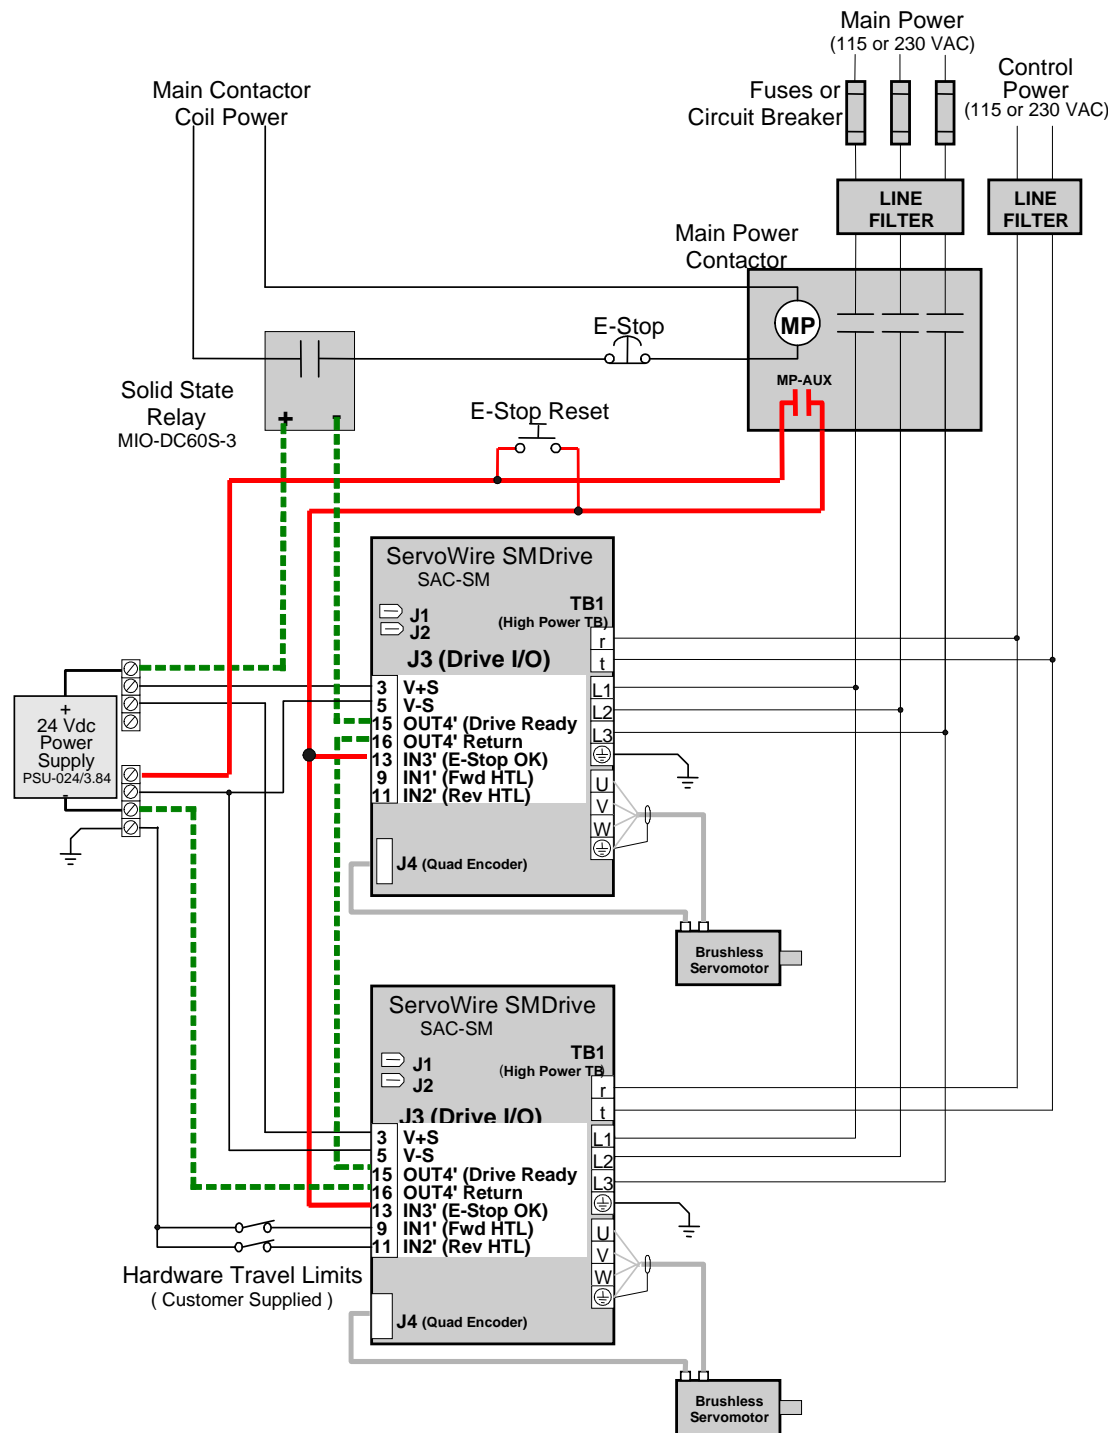 Main Power
(115 or 230 VAC)
Control
Power
(115 or 230 VAC)
Main Contactor
Coil Power
Fuses or
Circuit Breaker
LINE
FILTER
LINE
FILTER
Main Power
Contactor
MP
E-Stop
MP-AUX
Solid State
Relay
MIO-DC60S-3
+
-
E-Stop Reset
ServoWire SMDrive
SAC-SM
J1
J2
TB1
(High Power TB)
J3 (Drive I/O)
r
t
L1
L2
L3
3 V+S
5 V-S
15 OUT4' (Drive Ready
16 OUT4' Return
13 IN3' (E-Stop OK)
9 IN1' (Fwd HTL)
11 IN2' (Rev HTL)
U
V
W
J4 (Quad Encoder)
+
24 Vdc
Power
Supply
PSU-024/3.84
-
Brushless
Servomotor
ServoWire SMDrive
SAC-SM
J1
J2
TB1
(High Power TB)
J3 (Drive I/O)
r
t
L1
L2
L3
3 V+S
5 V-S
15 OUT4' (Drive Ready
16 OUT4' Return
13 IN3' (E-Stop OK)
9 IN1' (Fwd HTL)
11 IN2' (Rev HTL)
U
V
W
J4 (Quad Encoder)
Hardware Travel Limits
( Customer Supplied )
Brushless
Servomotor